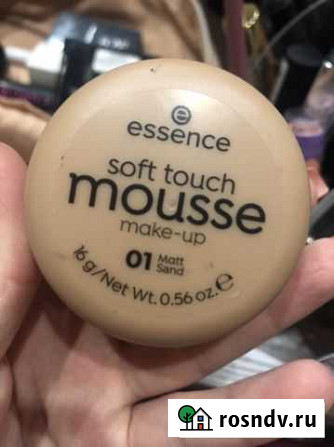 essence
soft touch
mousse
make-up
01 Matt
Sand
16 g/Net Wt. 0.56 oz. ℮
rosndv.ru